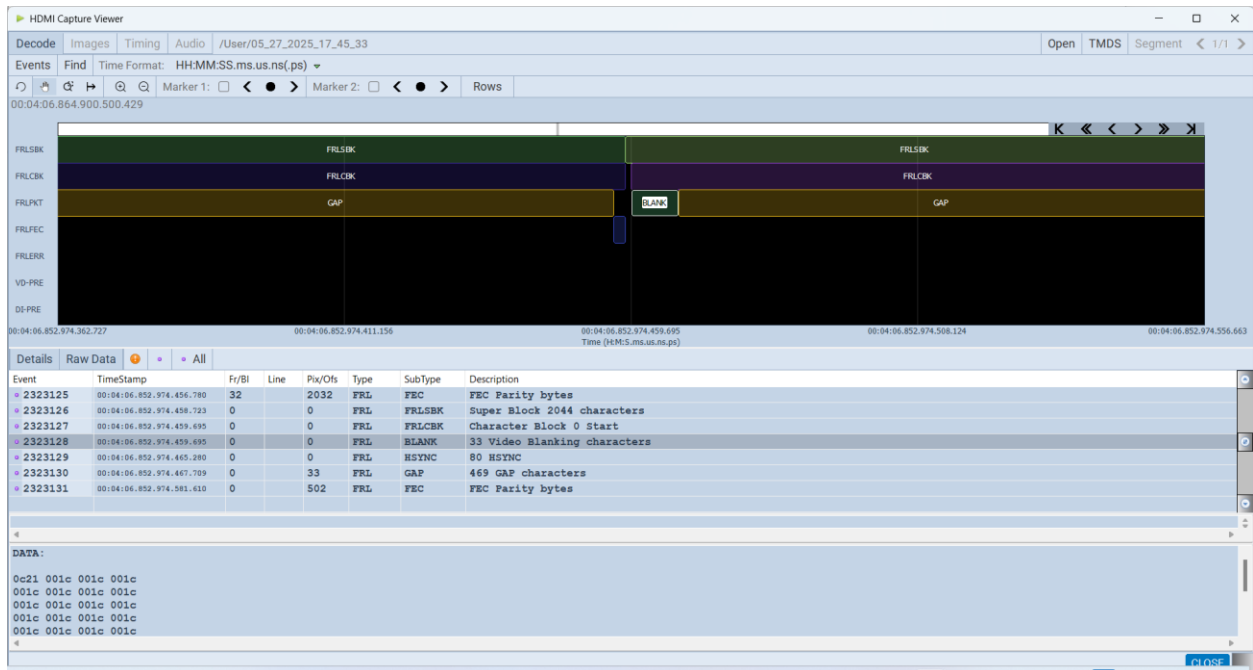 HDMI Capture Viewer
Decode Images Timing Audio /User/05_27_2025_17_45_33 Open TMDS Segment 1/1
Events Find Time Format: HH:MM:SS.ms.us.ns(.ps)
Marker 1: Marker 2: Rows
00:04:06.864.900.500.429
FRLSBK FRLSBK FRLSBK
FRLCBK FRLCBK FRLCBK
FRLPKT GAP BLANK GAP
FRLFEC
FRLERR
VD-PRE
DI-PRE
00:04:06.852.974.362.727 00:04:06.852.974.411.156 00:04:06.852.974.459.695 00:04:06.852.974.508.124 00:04:06.852.974.556.663
Time (H:M:S.ms.us.ns.ps)
Details Raw Data All
Event TimeStamp Fr/Bl Line Pix/Ofs Type SubType Description
2323125 00:04:06.852.974.456.780 32 2032 FRL FEC FEC Parity bytes
2323126 00:04:06.852.974.458.723 0 0 FRL FRLSBK Super Block 2044 characters
2323127 00:04:06.852.974.459.695 0 0 FRL FRLCBK Character Block 0 Start
2323128 00:04:06.852.974.459.695 0 0 FRL BLANK 33 Video Blanking characters
2323129 00:04:06.852.974.465.280 0 0 FRL HSYNC 80 HSYNC
2323130 00:04:06.852.974.467.709 0 33 FRL GAP 469 GAP characters
2323131 00:04:06.852.974.581.610 0 502 FRL FEC FEC Parity bytes
DATA:
0c21 001c 001c 001c
001c 001c 001c 001c
001c 001c 001c 001c
001c 001c 001c 001c
001c 001c 001c 001c
CLOSE